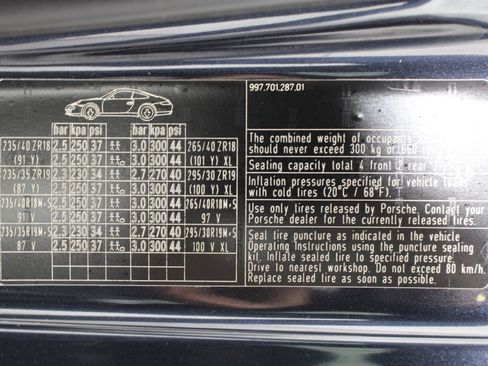 997.701.287.01
bar kpa psi bar kpa psi
235/40 ZR18 2.5 250 37 3.0 300 44 265/40 ZR18
(91 Y) 2.5 250 37 3.0 300 44 (101 Y) XL
235/35 ZR19 2.3 230 34 2.7 270 40 295/30 ZR19
(87 Y) 2.5 250 37 3.0 300 44 (100 Y) XL
235/40R18M+S 2.5 250 37 3.0 300 44 265/40R18M+S
91 V 2.5 250 37 3.0 300 44 97 V
235/35R19M+S 2.3 230 34 2.7 270 40 295/30R19M+S
87 V 2.5 250 37 3.0 300 44 100 V XL
The combined weight of occupants
should never exceed 300 kg or 660
Seating capacity total 4 front 2 rear
Inflation pressures specified for vehicle loads
with cold tires (20°C / 68°F).
Use only tires released by Porsche. Contact your
Porsche dealer for the currently released tires.
Seal tire puncture as indicated in the vehicle
Operating Instructions using the puncture sealing
kit. Inflate sealed tire to specified pressure.
Drive to nearest workshop. Do not exceed 80 km/h.
Replace sealed tire as soon as possible.